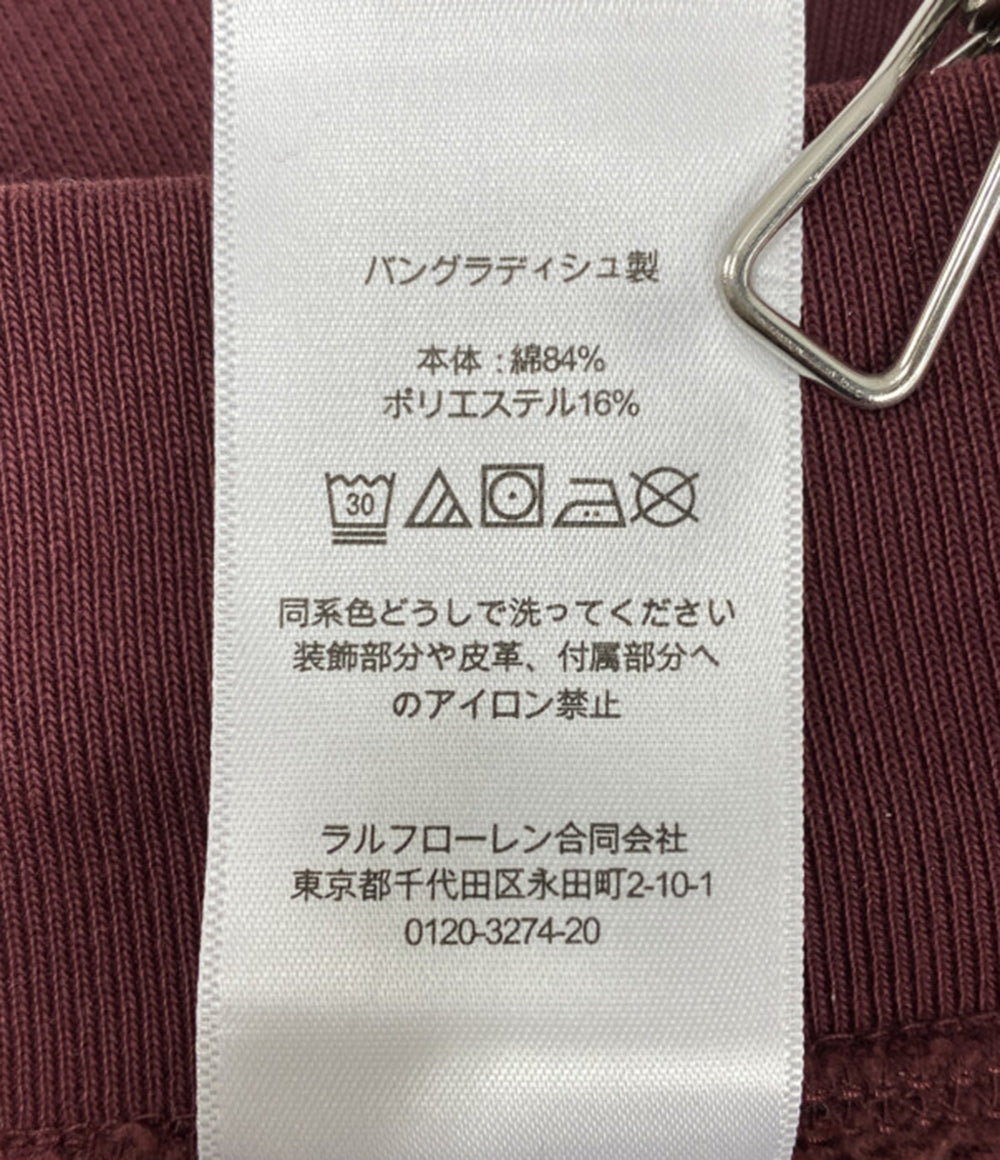 バングラディシュ製
本体:綿84%
ポリエステル16%
30
同系色どうしで洗ってください
装飾部分や皮革、付属部分へ
のアイロン禁止
ラルフローレン合同会社
東京都千代田区永田町2-10-1
0120-3274-20